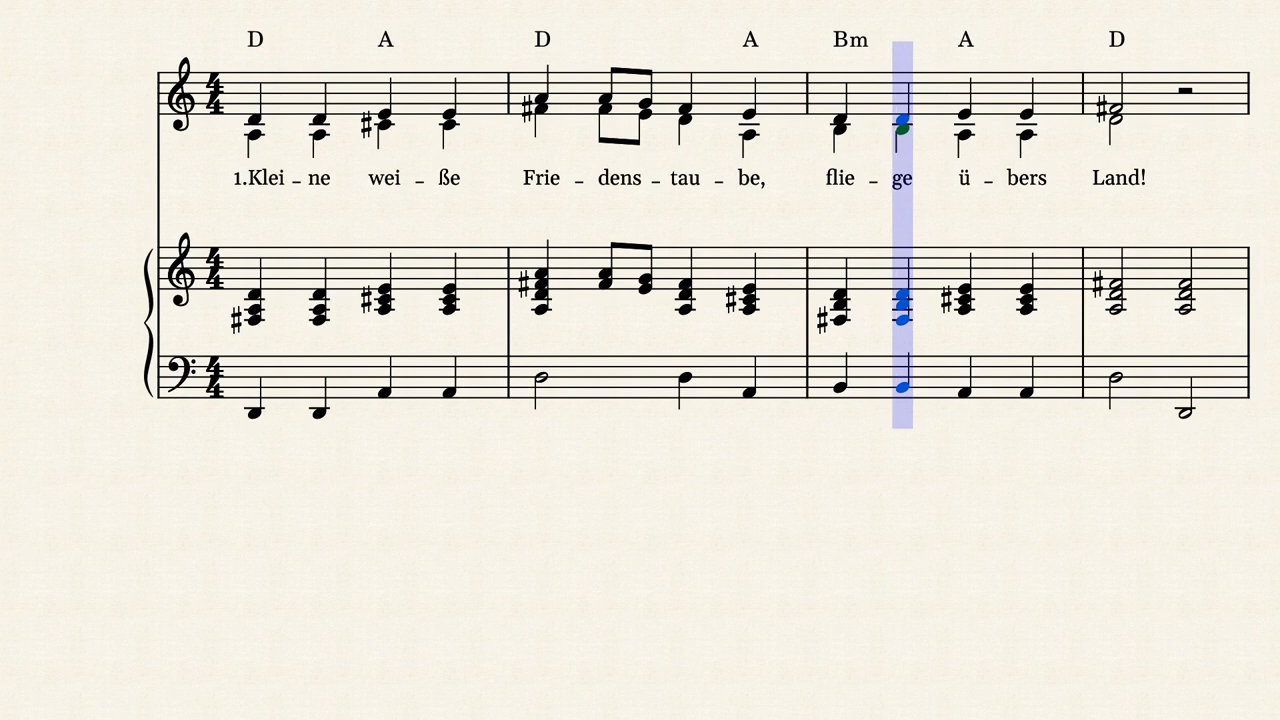 D A D A Bm A D
1.Klei - ne wei - ße Frie - dens - tau - be, flie - ge ü - bers Land!